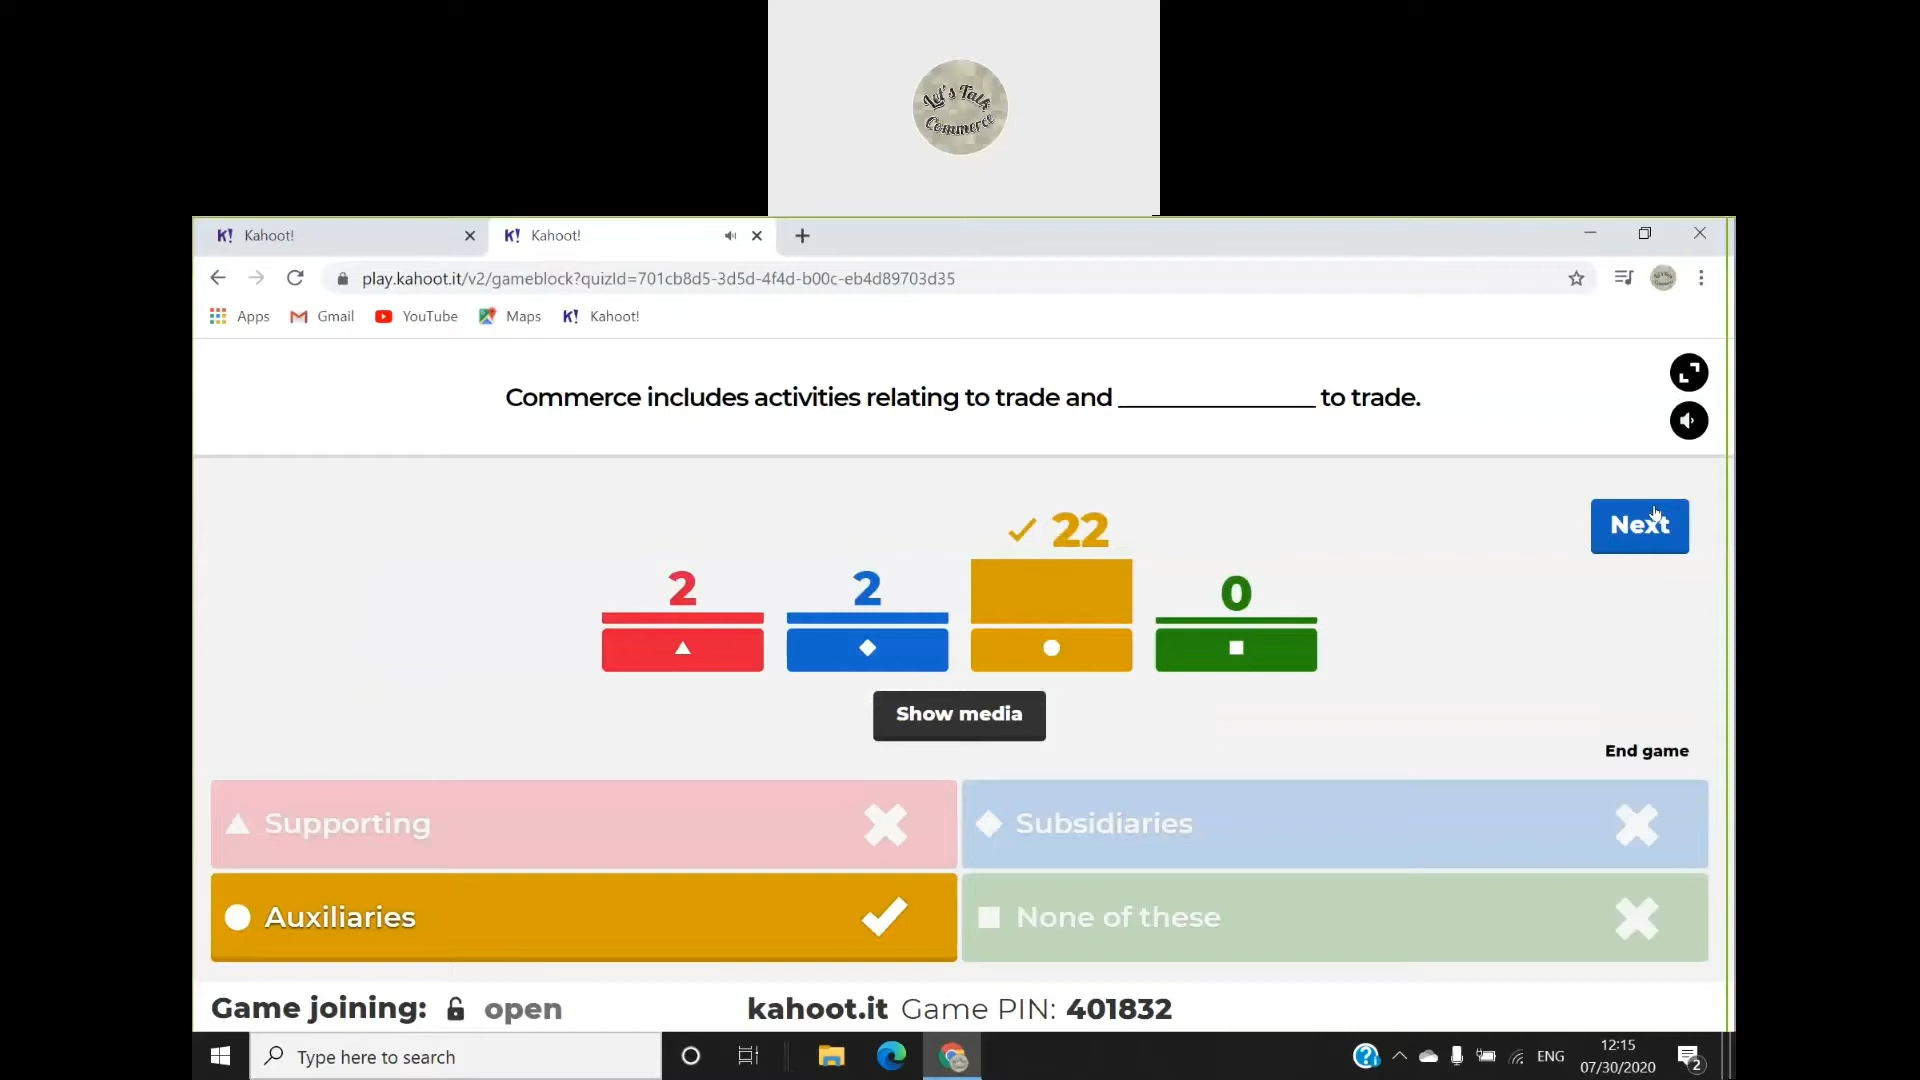 Let's Talk
Commerce
K! Kahoot!
K! Kahoot!
play.kahoot.it/v2/gameblock?quizId=701cb8d5-3d5d-4f4d-b00c-eb4d89703d35
Apps
Gmail
YouTube
Maps
K! Kahoot!
Commerce includes activities relating to trade and ________________ to trade.
Next
2
2
22
0
Show media
End game
Supporting
Subsidiaries
Auxiliaries
None of these
Game joining: open
kahoot.it Game PIN: 401832
Type here to search
ENG
12:15
07/30/2020
2